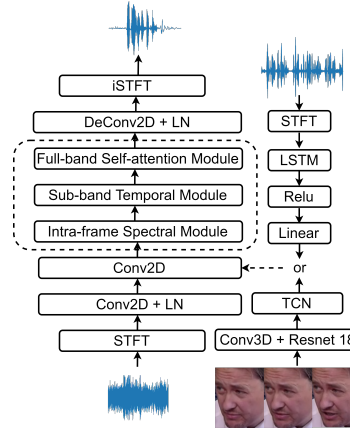 iSTFT
DeConv2D + LN
Full-band Self-attention Module
Sub-band Temporal Module
Intra-frame Spectral Module
Conv2D
Conv2D + LN
STFT
STFT
LSTM
Relu
Linear
or
TCN
Conv3D + Resnet 18